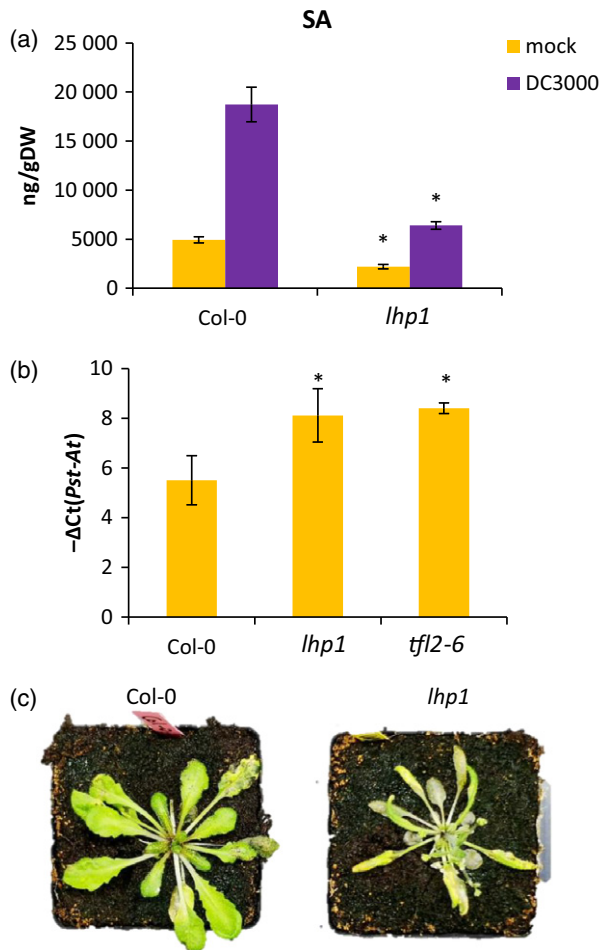 SA
(a)
mock
DC3000
25 000
20 000
15 000
10 000
5000
0
ng/gDW
*
*
Col-0
lhp1
(b)
10
8
6
4
2
0
−ΔCt(Pst-At)
*
*
Col-0
lhp1
tfl2-6
(c)
Col-0
lhp1